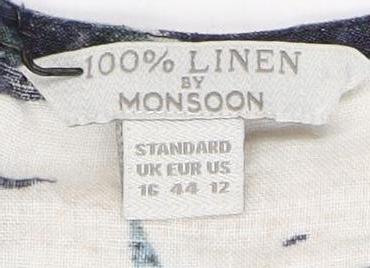 100% LINEN
BY
MONSOON
STANDARD
UK EUR US
16 44 12